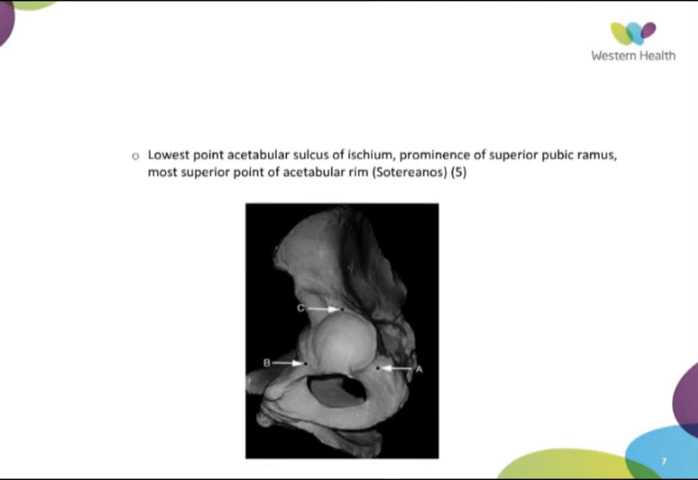 Western Health
○ Lowest point acetabular sulcus of ischium, prominence of superior pubic ramus,
most superior point of acetabular rim (Sotereanos) (5)
C
B
A
7